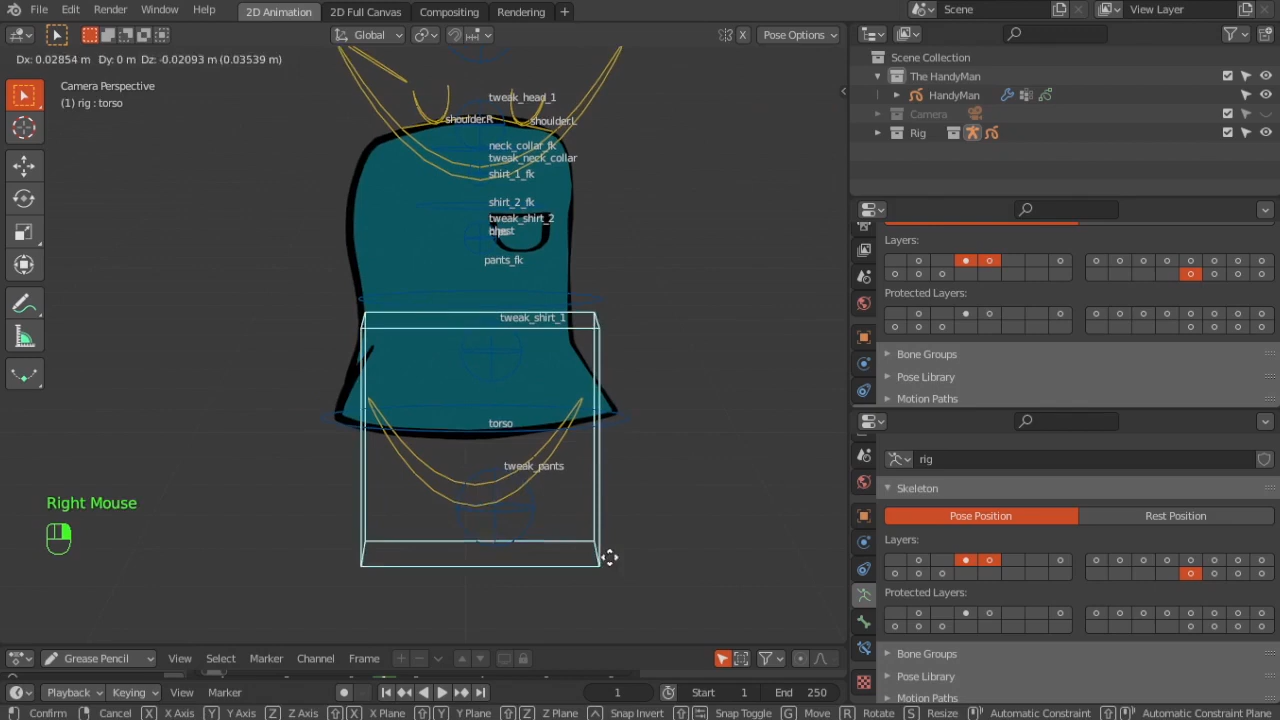 File Edit Render Window Help 2D Animation 2D Full Canvas Compositing Rendering + Scene View Layer
Global X Pose Options
Dx: 0.02854 m Dy: 0 m Dz: -0.02093 m (0.03539 m)
Camera Perspective
(1) rig : torso
tweak_head_1
shoulder.R shoulder.L
neck_collar_fk
tweak_neck_collar
shirt_1_fk
shirt_2_fk
tweak_shirt_2
pants_fk
tweak_shirt_1
torso
tweak_pants
Right Mouse
Scene Collection
The HandyMan
HandyMan
Camera
Rig
Layers:
Protected Layers:
Bone Groups
Pose Library
Motion Paths
rig
Skeleton
Pose Position Rest Position
Layers:
Protected Layers:
Bone Groups
Pose Library
Motion Paths
Grease Pencil View Select Marker Channel Frame
Playback Keying View Marker 1 Start 1 End 250
Confirm Cancel X X Axis Y Y Axis Z Z Axis X X Plane Y Y Plane Z Z Plane Snap Invert Snap Toggle G Move R Rotate S Resize Automatic Constraint Automatic Constraint Plane